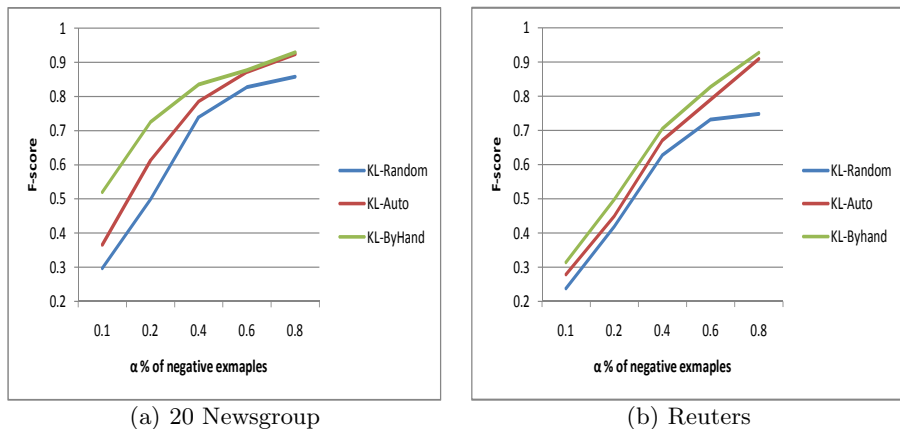 1
0.9
0.8
0.7
0.6
0.5
0.4
0.3
0.2
F-score
0.1 0.2 0.4 0.6 0.8
α % of negative exmaples
KL-Random
KL-Auto
KL-ByHand
(a) 20 Newsgroup
1
0.9
0.8
0.7
0.6
0.5
0.4
0.3
0.2
F-score
0.1 0.2 0.4 0.6 0.8
α % of negative exmaples
KL-Random
KL-Auto
KL-Byhand
(b) Reuters